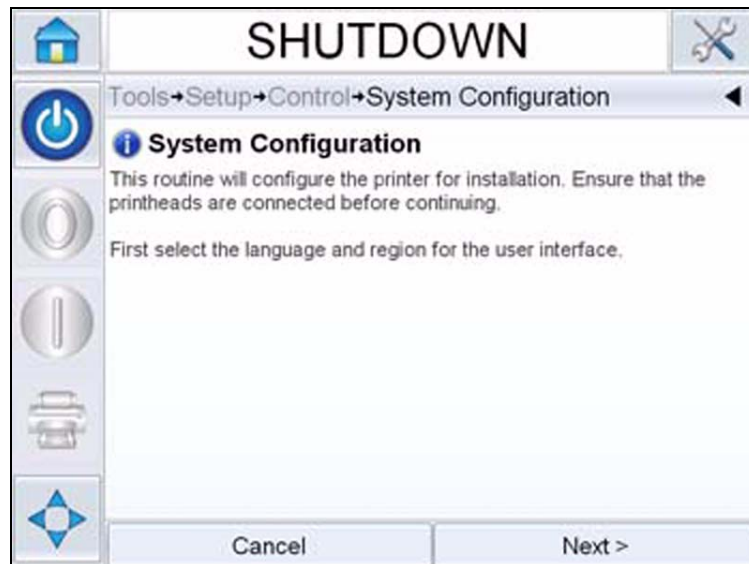 SHUTDOWN
Tools→Setup→Control→System Configuration
System Configuration
This routine will configure the printer for installation. Ensure that the
printheads are connected before continuing.
First select the language and region for the user interface.
Cancel
Next >